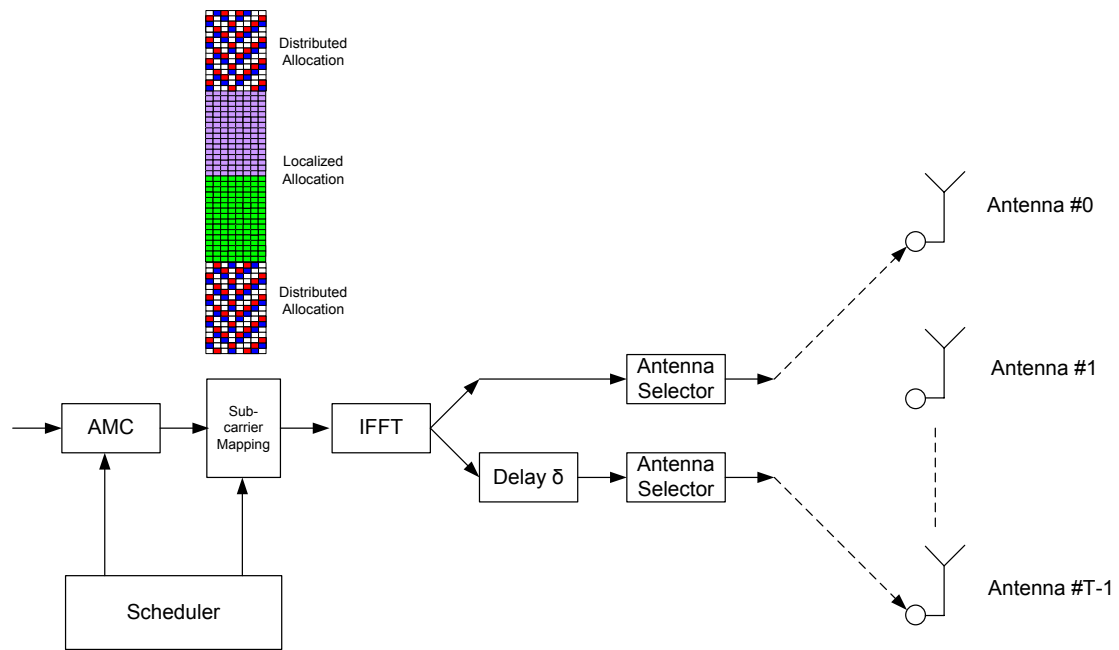 Distributed
Allocation
Localized
Allocation
Distributed
Allocation
Antenna #0
Antenna #1
Antenna #T-1
AMC
Sub-
carrier
Mapping
IFFT
Antenna
Selector
Delay δ
Antenna
Selector
Scheduler